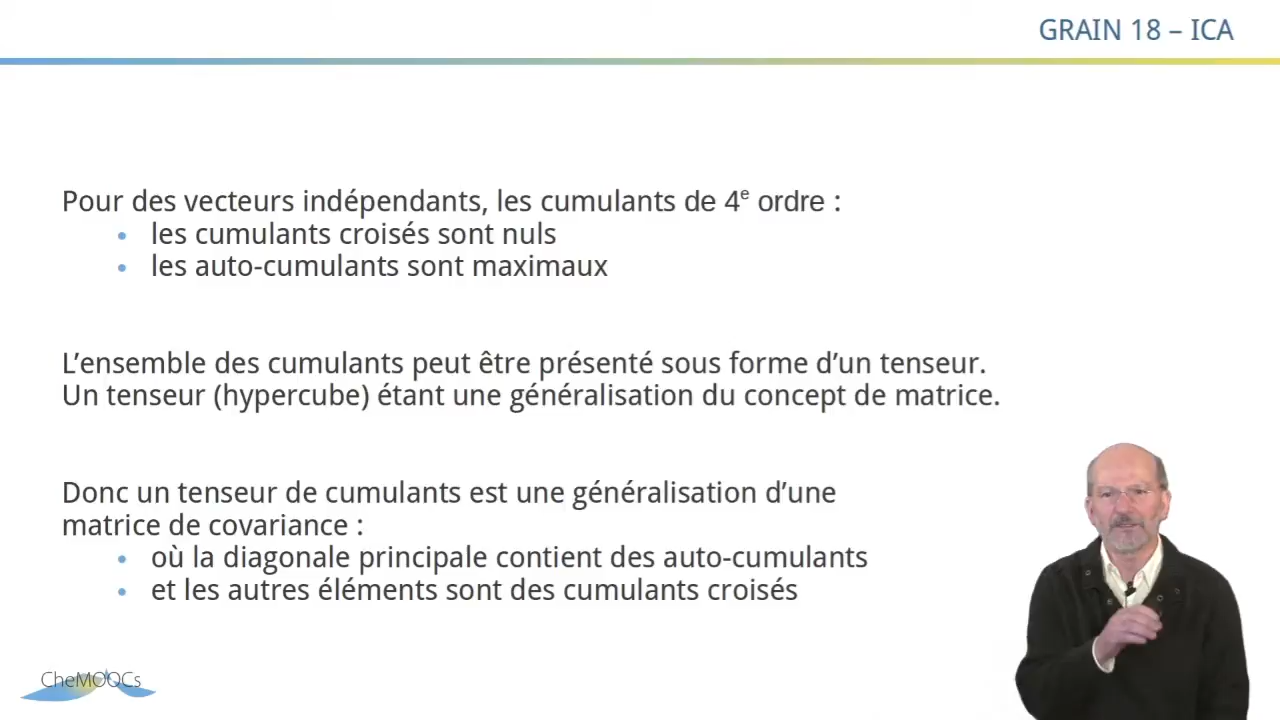 GRAIN 18 – ICA
Pour des vecteurs indépendants, les cumulants de 4e ordre :
• les cumulants croisés sont nuls
• les auto-cumulants sont maximaux
L’ensemble des cumulants peut être présenté sous forme d’un tenseur.
Un tenseur (hypercube) étant une généralisation du concept de matrice.
Donc un tenseur de cumulants est une généralisation d’une
matrice de covariance :
• où la diagonale principale contient des auto-cumulants
• et les autres éléments sont des cumulants croisés
CheMOOCs